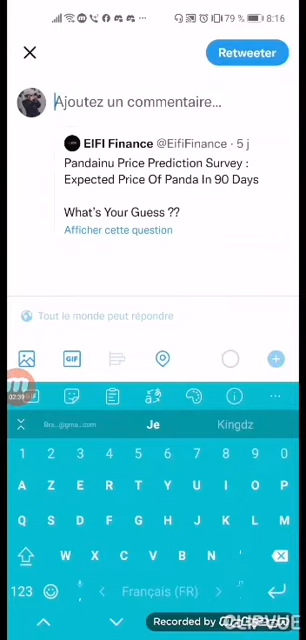 79 % 8:16
Retweeter
Ajoutez un commentaire...
EIFI Finance @EifiFinance · 5 j
Pandainu Price Prediction Survey :
Expected Price Of Panda In 90 Days
What's Your Guess ??
Afficher cette question
Tout le monde peut répondre
GIF
02:39 GIF
Je Kingdz
1 2 3 4 5 6 7 8 9 0
A Z E R T Y U I O P
Q S D F G H J K L M
W X C V B N '
123 , Français (FR) .
Recorded by